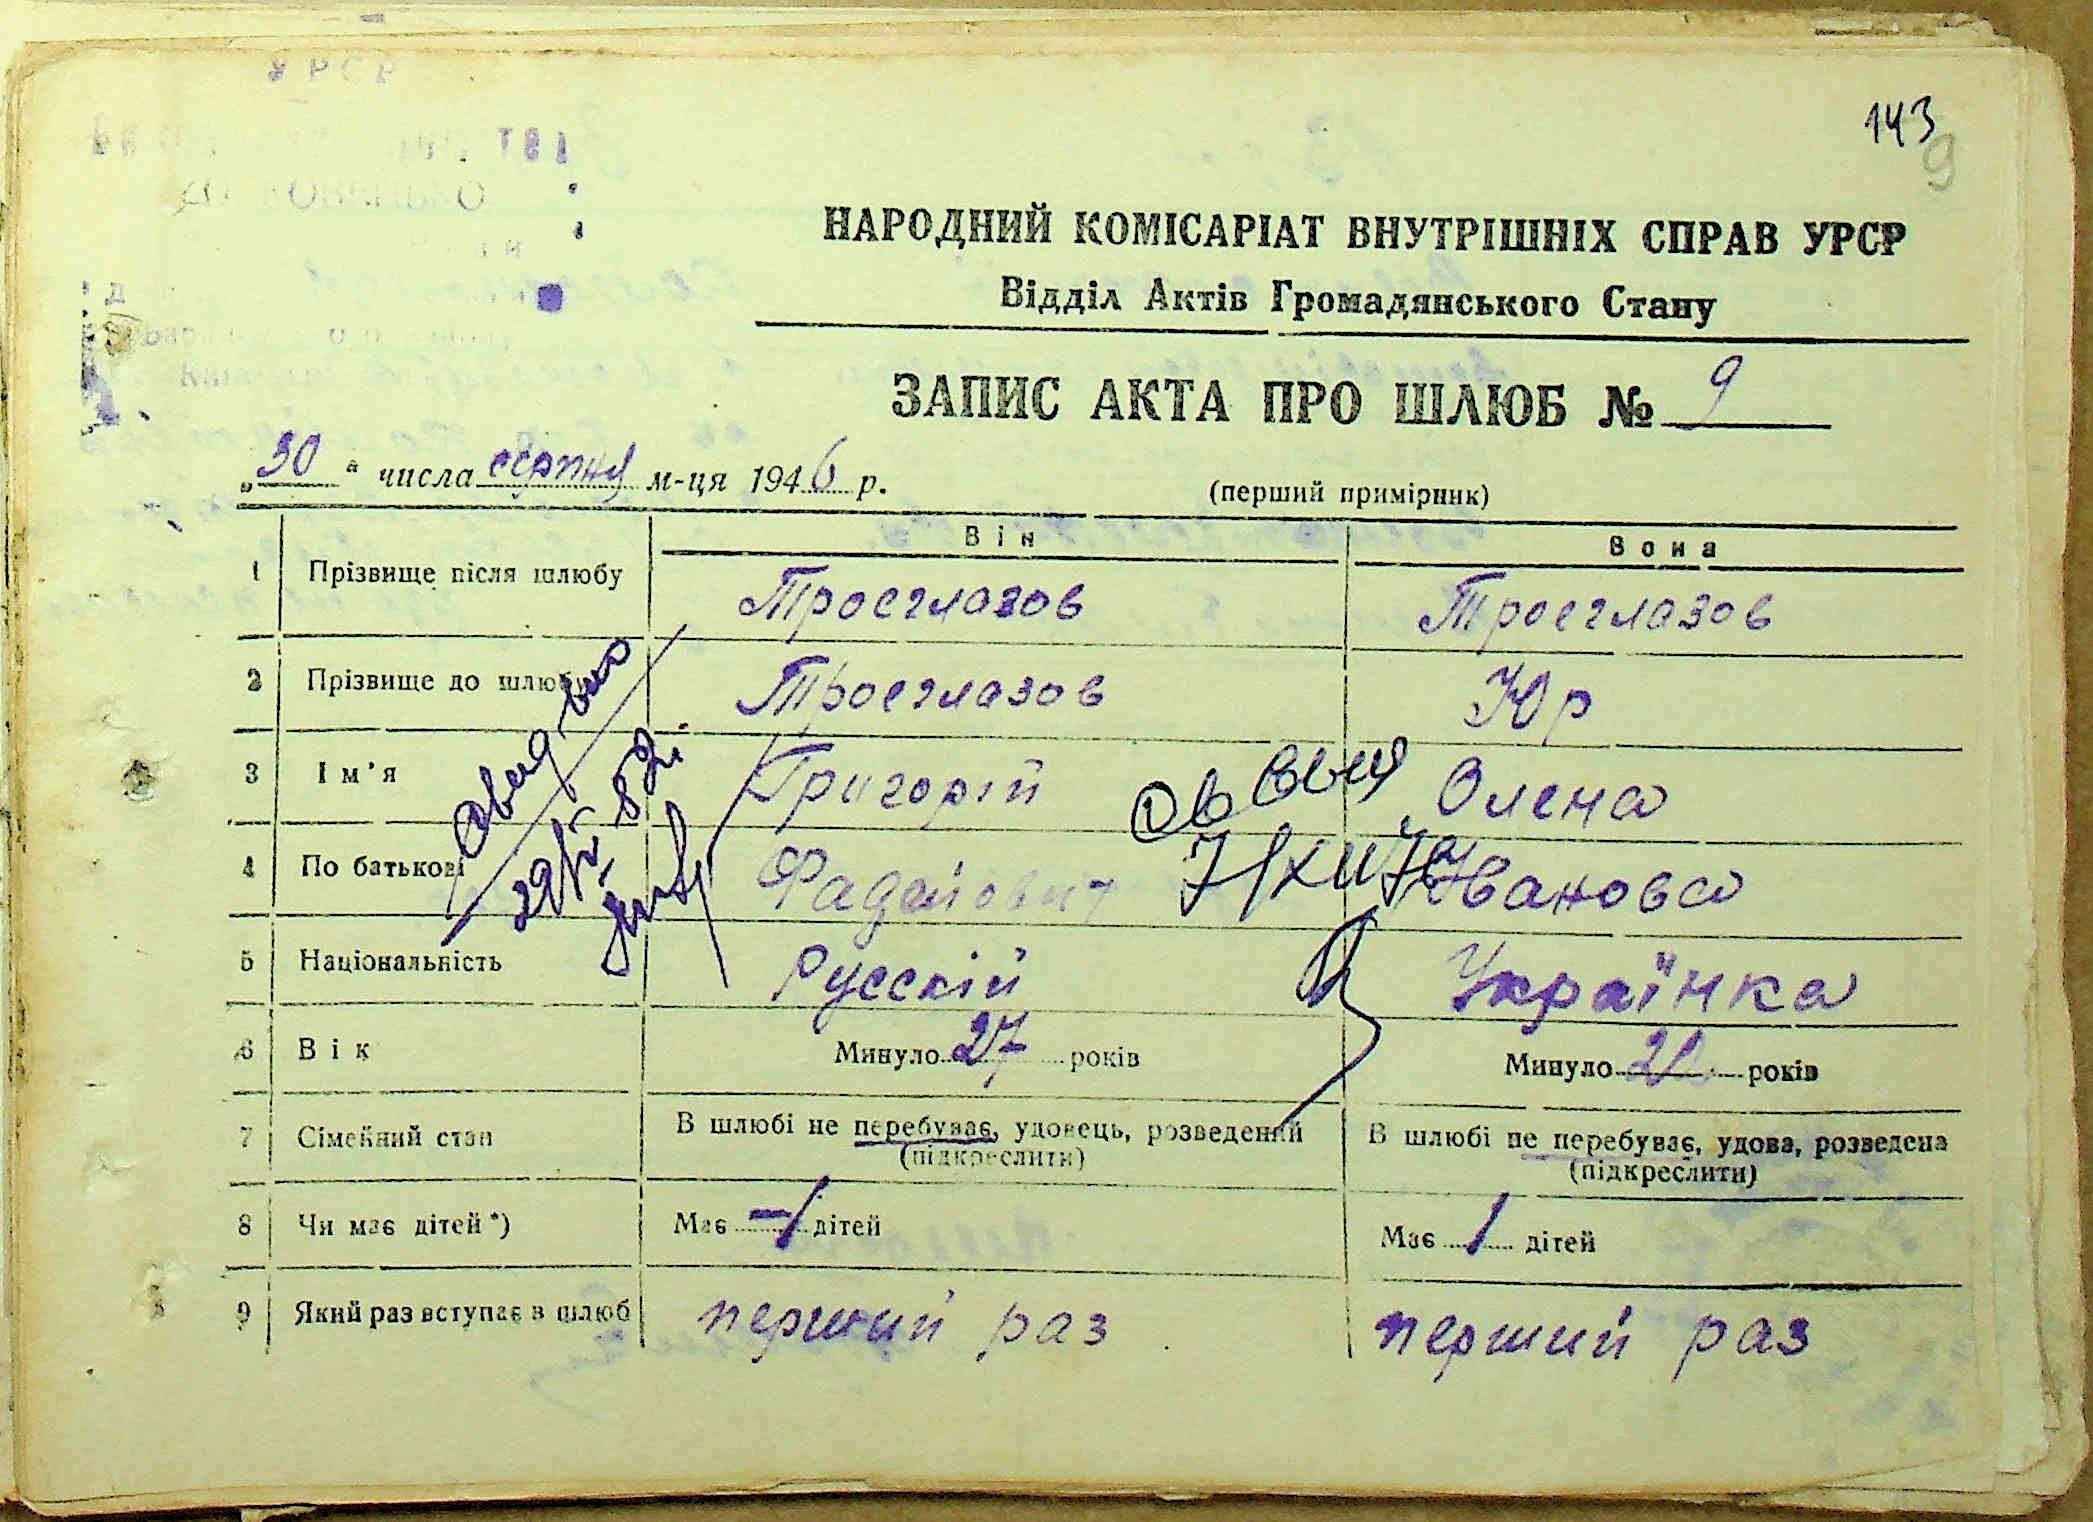 143
9
НАРОДНИЙ КОМІСАРІАТ ВНУТРІШНІХ СПРАВ УРСР
Відділ Актів Громадянського Стану
ЗАПИС АКТА ПРО ШЛЮБ № 9
„30“ числа серпня м-ця 1946 р.
(перший примірник)
Він Вона
1 Прізвище після шлюбу Троеглазов Троеглазов
2 Прізвище до шлюбу Троеглазов Юр
3 Ім'я Григорій Олена
4 По батькові Івановна
5 Національність Русскій Українка
6 Вік Минуло 27 років Минуло років
7 Сімейний стан В шлюбі не перебуває, удовець, розведений (підкреслити) В шлюбі не перебуває, удова, розведена (підкреслити)
8 Чи має дітей*) Має 1 дітей Має 1 дітей
9 Який раз вступає в шлюб перший раз перший раз